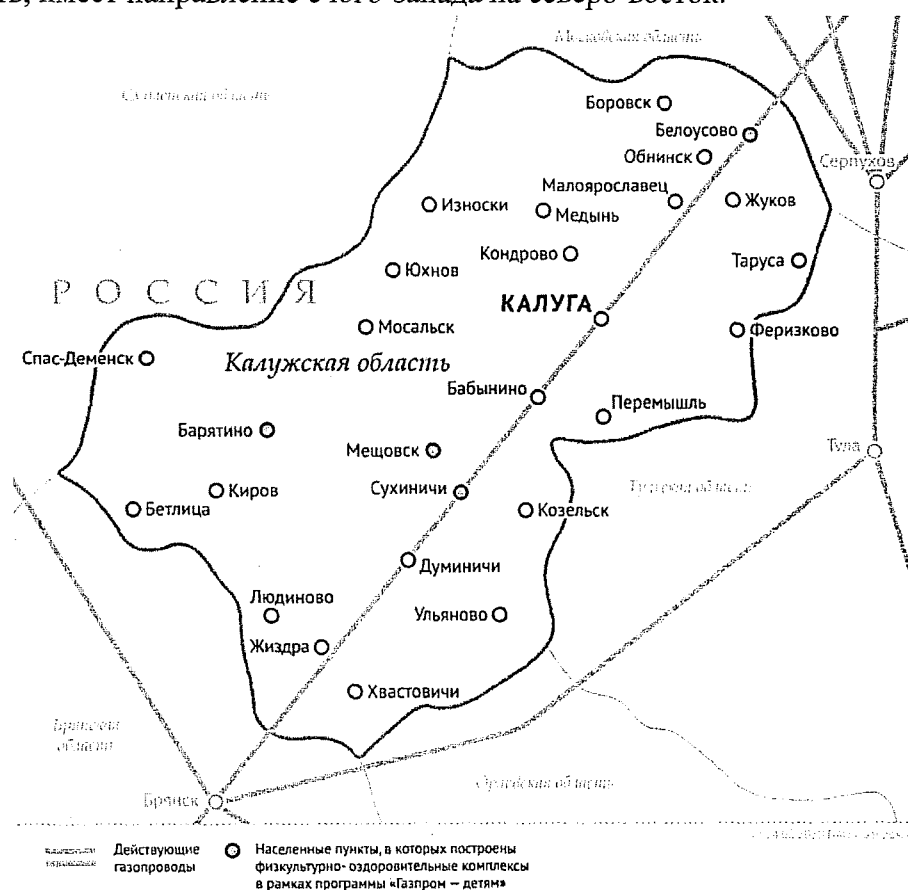 ть, имеет направление с юго-запада на северо-восток.
Московская область
Смоленская область
Боровск
Белоусово
Обнинск
Серпухов
Малоярославец
Износки
Медынь
Жуков
Кондрово
Таруса
Юхнов
РОССИЯ
КАЛУГА
Мосальск
Феризково
Спас-Деменск
Калужская область
Бабынино
Перемышль
Барятино
Мещовск
Тула
Сухиничи
Тульская область
Киров
Бетлица
Козельск
Думиничи
Людиново
Ульяново
Жиздра
Хвастовичи
Брянская
область
Орловская область
Брянск
Действующие
газопроводы
Населенные пункты, в которых построены
физкультурно- оздоровительные комплексы
в рамках программы «Газпром — детям»